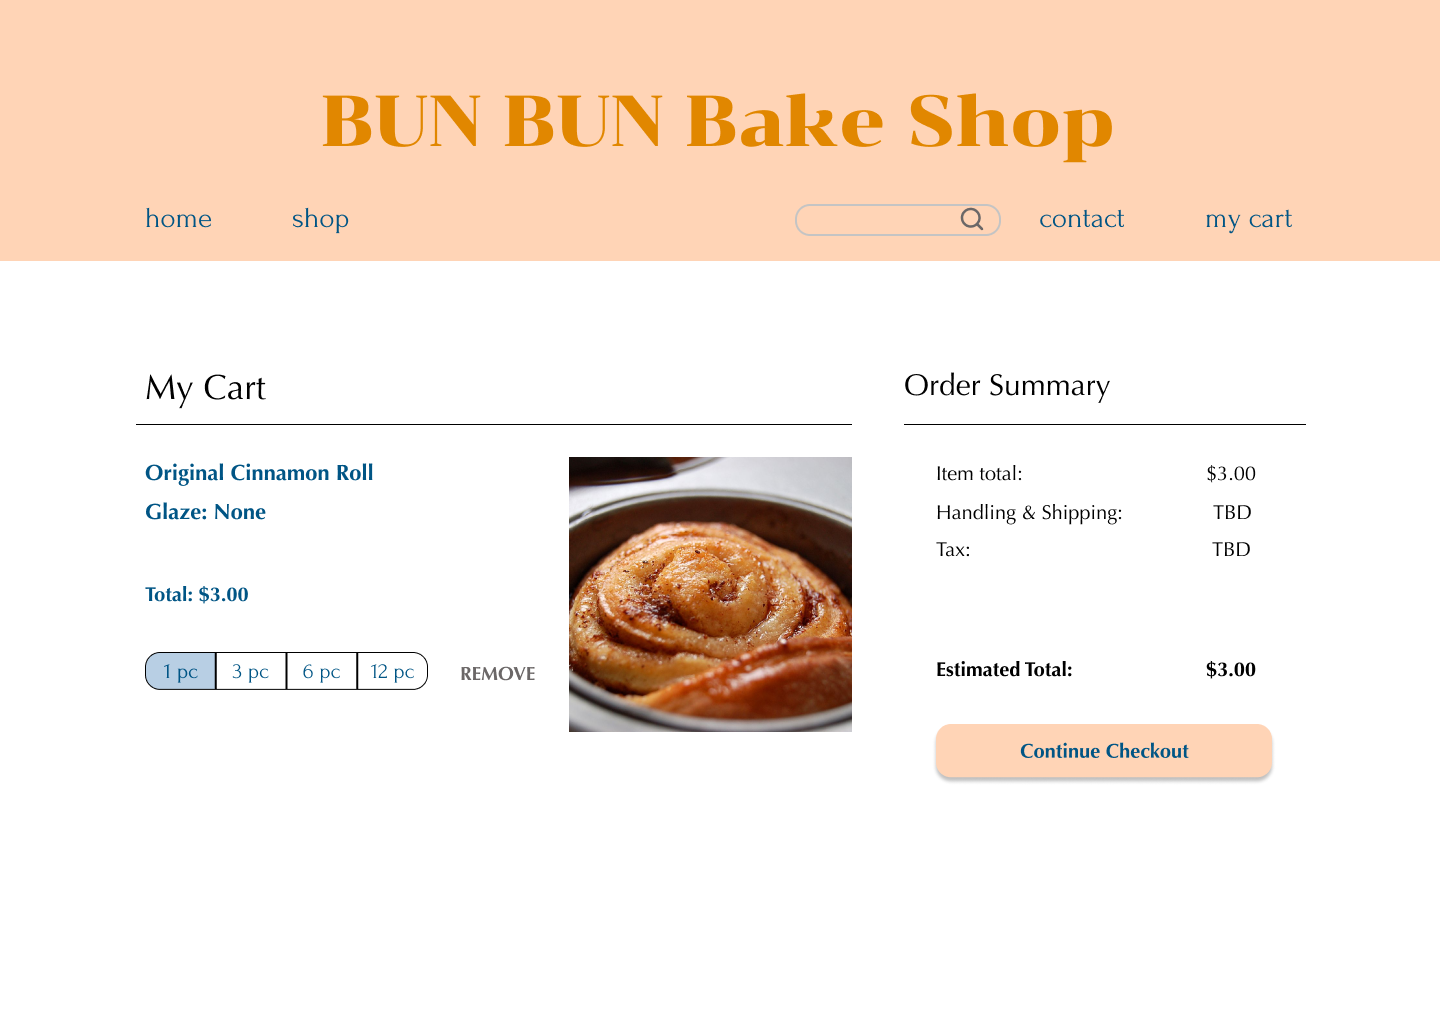 BUN BUN Bake Shop
home shop contact my cart
My Cart
Original Cinnamon Roll
Glaze: None
Total: $3.00
1 pc 3 pc 6 pc 12 pc REMOVE
Order Summary
Item total: $3.00
Handling & Shipping: TBD
Tax: TBD
Estimated Total: $3.00
Continue Checkout